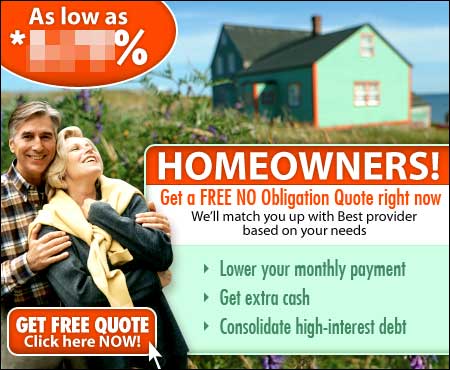 As low as
* %
HOMEOWNERS!
Get a FREE NO Obligation Quote right now
We'll match you up with Best provider
based on your needs
Lower your monthly payment
Get extra cash
Consolidate high-interest debt
GET FREE QUOTE
Click here NOW!